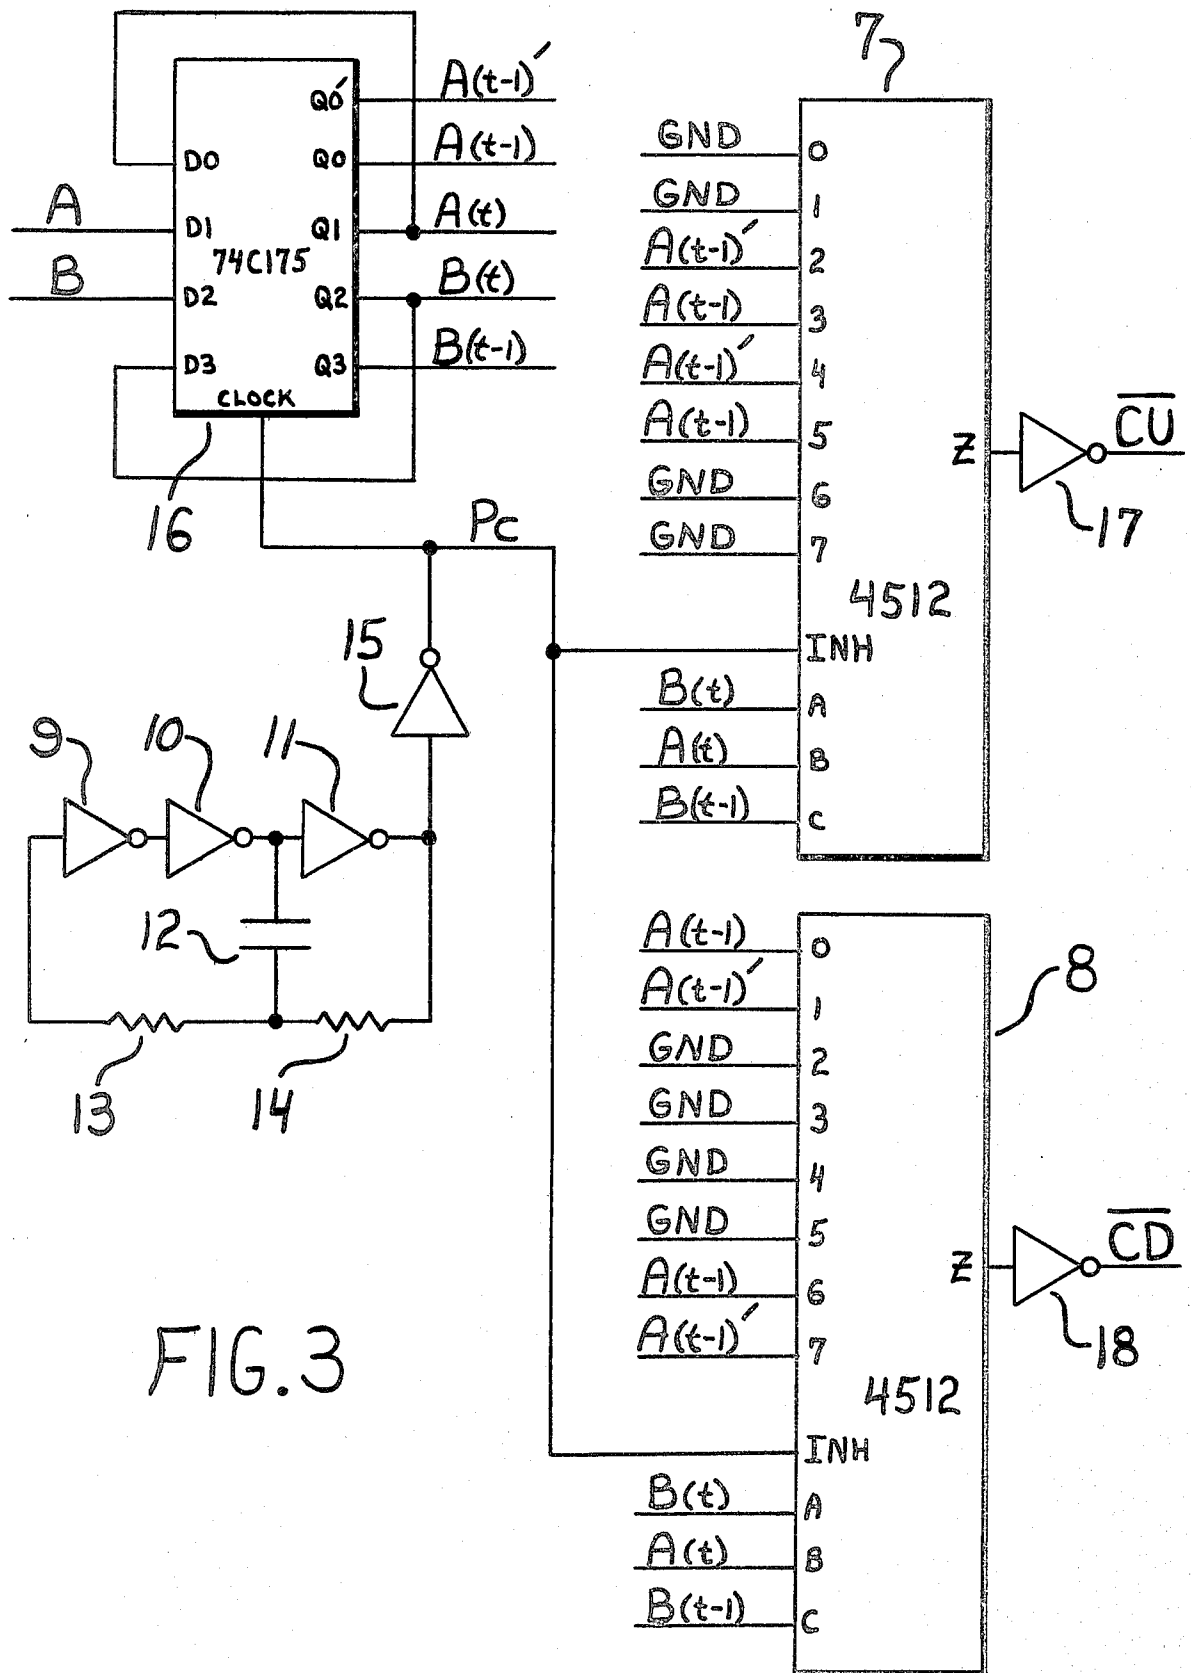 Q0′ A(t-1)′
D0 Q0 A(t-1)
A D1 Q1 A(t)
74C175
B D2 Q2 B(t)
D3 Q3 B(t-1)
CLOCK
16
Pc
15
9 10 11
12
13 14
FIG.3
7
GND 0
GND 1
A(t-1)′ 2
A(t-1) 3
A(t-1)′ 4
A(t-1) 5
Z C̅U̅
GND 6
17
GND 7
4512
INH
B(t) A
A(t) B
B(t-1) C
8
A(t-1) 0
A(t-1)′ 1
GND 2
GND 3
GND 4
GND 5
Z C̅D̅
A(t-1) 6
18
A(t-1)′ 7
4512
INH
B(t) A
A(t) B
B(t-1) C